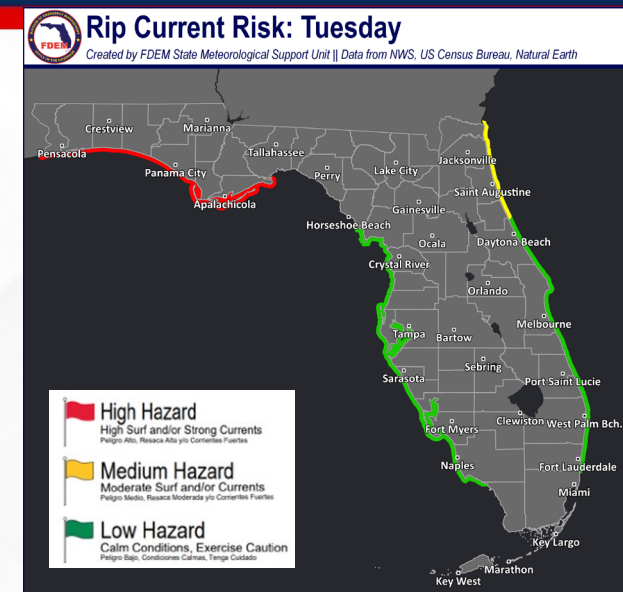 FDEM
Rip Current Risk: Tuesday
Created by FDEM State Meteorological Support Unit || Data from NWS, US Census Bureau, Natural Earth
Crestview
Marianna
Pensacola
Tallahassee
Jacksonville
Panama City
Perry
Lake City
Saint Augustine
Apalachicola
Gainesville
Horseshoe Beach
Ocala
Daytona Beach
Crystal River
Orlando
Melbourne
Tampa
Bartow
Sebring
Sarasota
Port Saint Lucie
Clewiston
West Palm Bch.
Fort Myers
Naples
Fort Lauderdale
Miami
Key Largo
Marathon
Key West
High Hazard
High Surf and/or Strong Currents
Peligro Alto, Resaca Alta y/o Corrientes Fuertes
Medium Hazard
Moderate Surf and/or Currents
Peligro Medio, Resaca Moderada y/o Corrientes Fuertes
Low Hazard
Calm Conditions, Exercise Caution
Peligro Bajo, Condiciones Calmas, Tenga Cuidado